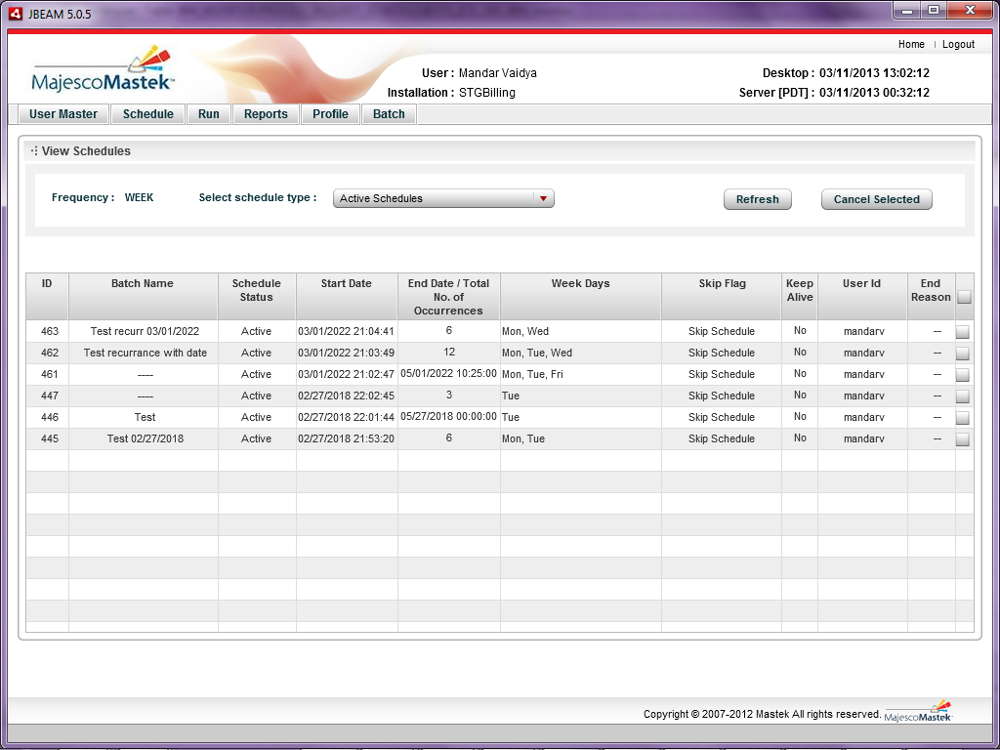 JBEAM 5.0.5
Home | Logout
MajescoMastek
User : Mandar Vaidya
Desktop : 03/11/2013 13:02:12
Installation : STGBilling
Server [PDT] : 03/11/2013 00:32:12
User Master Schedule Run Reports Profile Batch
View Schedules
Frequency : WEEK Select schedule type : Active Schedules Refresh Cancel Selected
ID Batch Name Schedule Status Start Date End Date / Total No. of Occurrences Week Days Skip Flag Keep Alive User Id End Reason
463 Test recurr 03/01/2022 Active 03/01/2022 21:04:41 6 Mon, Wed Skip Schedule No mandarv --
462 Test recurrance with date Active 03/01/2022 21:03:49 12 Mon, Tue, Wed Skip Schedule No mandarv --
461 ---- Active 03/01/2022 21:02:47 05/01/2022 10:25:00 Mon, Tue, Fri Skip Schedule No mandarv --
447 ---- Active 02/27/2018 22:02:45 3 Tue Skip Schedule No mandarv --
446 Test Active 02/27/2018 22:01:44 05/27/2018 00:00:00 Tue Skip Schedule No mandarv --
445 Test 02/27/2018 Active 02/27/2018 21:53:20 6 Mon, Tue Skip Schedule No mandarv --
Copyright © 2007-2012 Mastek All rights reserved. MajescoMastek